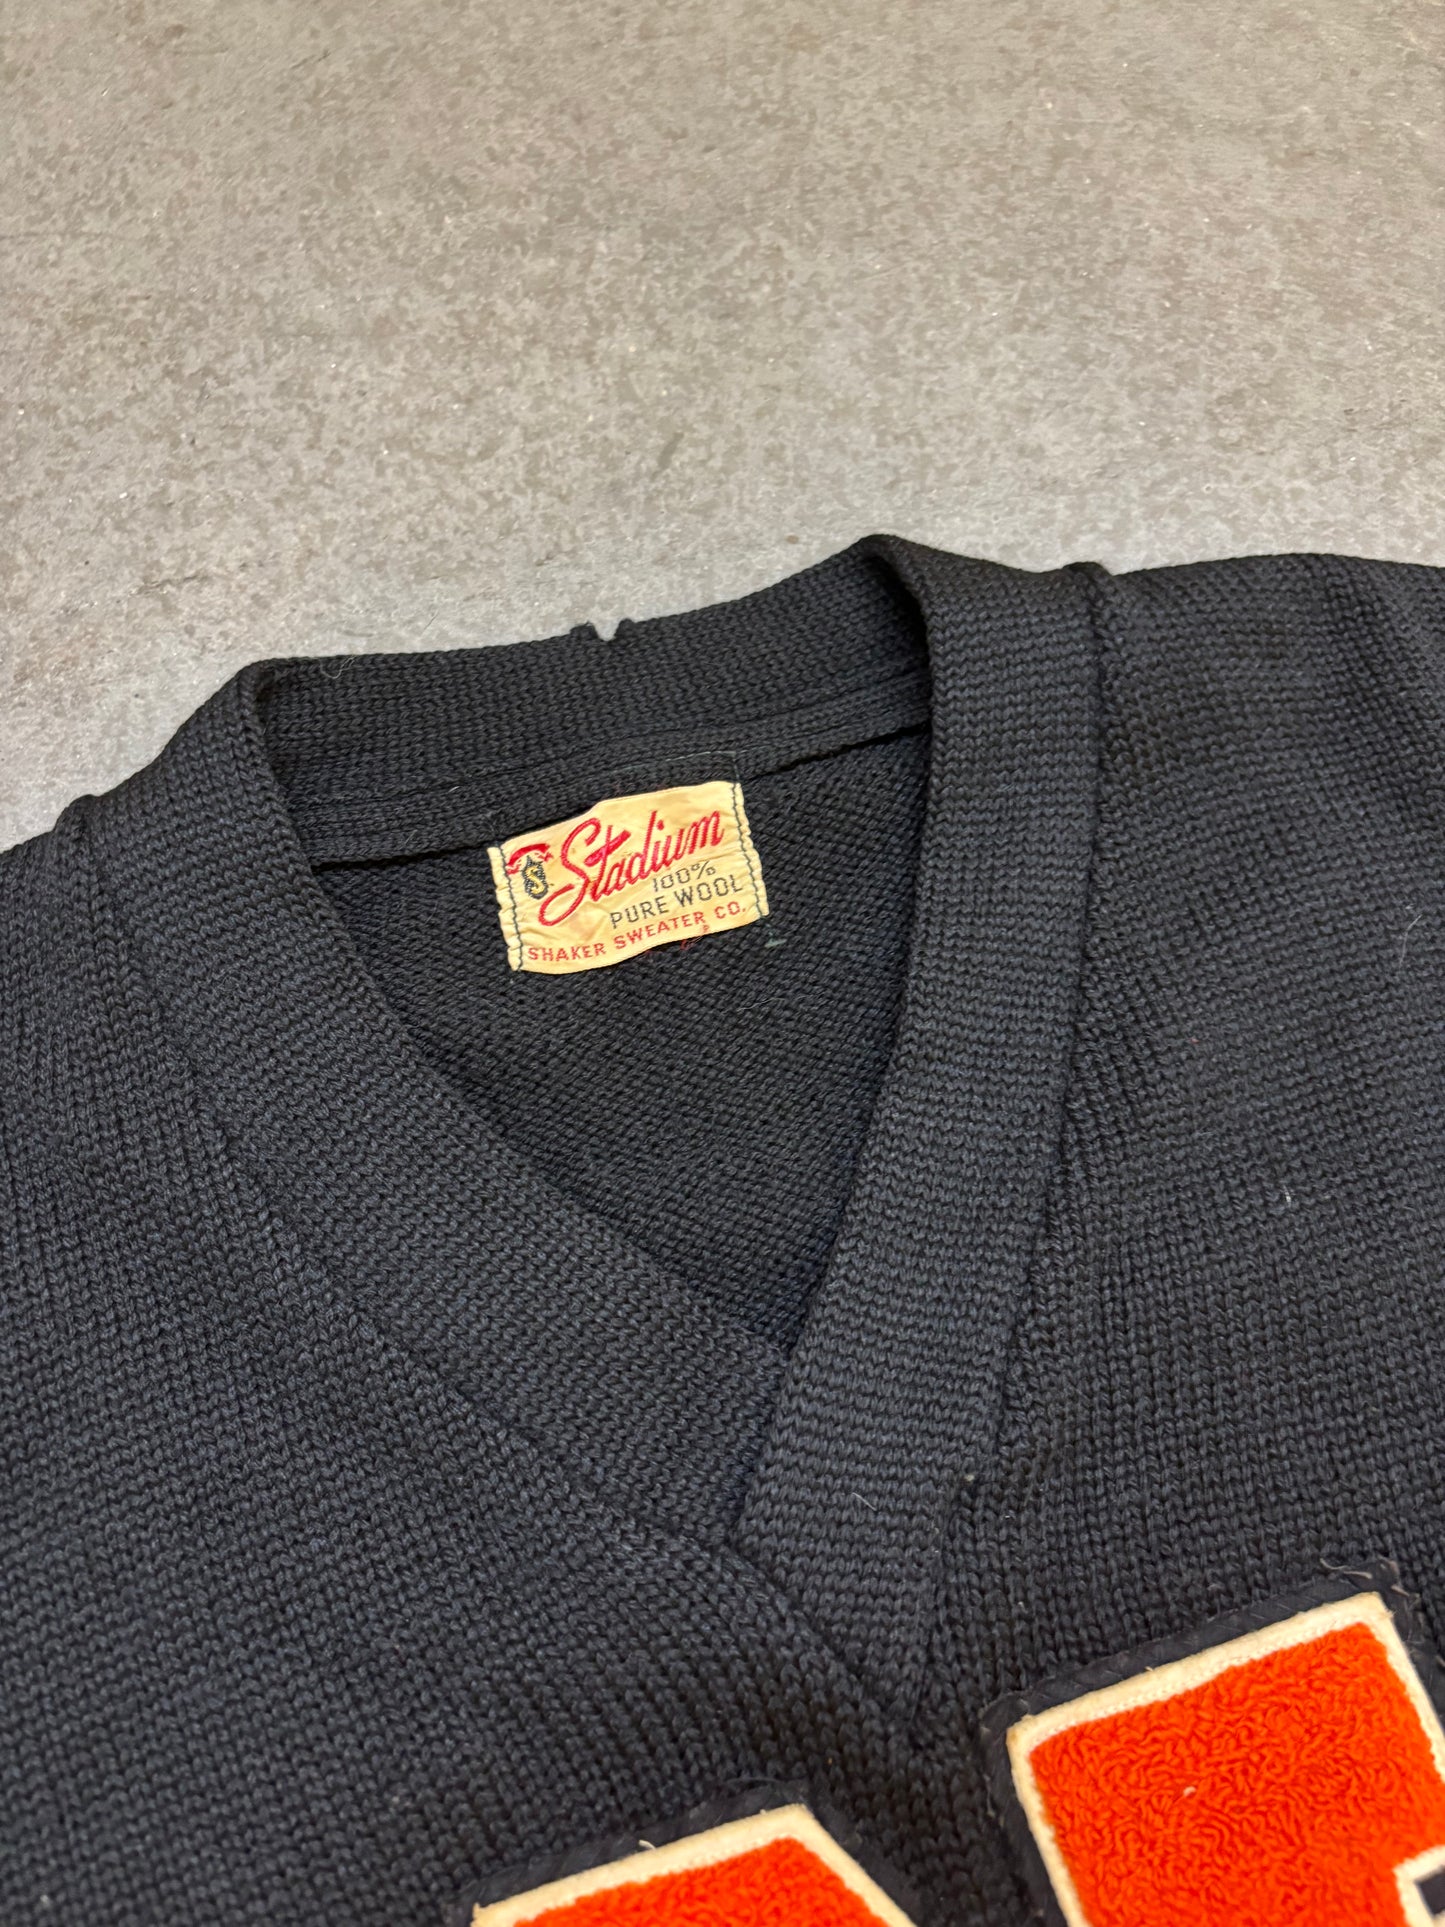 S Stadium
100%
PURE WOOL
SHAKER SWEATER CO.